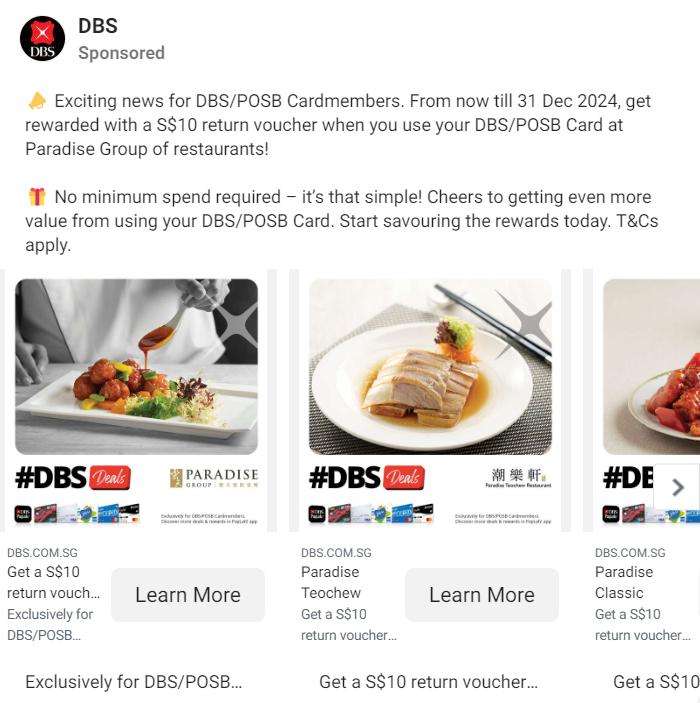 DBS
Sponsored
DBS
Exciting news for DBS/POSB Cardmembers. From now till 31 Dec 2024, get
rewarded with a S$10 return voucher when you use your DBS/POSB Card at
Paradise Group of restaurants!
No minimum spend required – it's that simple! Cheers to getting even more
value from using your DBS/POSB Card. Start savouring the rewards today. T&Cs
apply.
#DBS Deals
PARADISE
GROUP
Exclusively for DBS/POSB Cardmembers.
Discover more deals & rewards in PayLah! app
#DBS Deals
潮樂軒
Paradise Teochew Restaurant
Exclusively for DBS/POSB Cardmembers.
Discover more deals & rewards in PayLah! app
#DB
DBS.COM.SG
Get a S$10
return vouch...
Exclusively for
DBS/POSB...
Learn More
DBS.COM.SG
Paradise
Teochew
Get a S$10
return voucher...
Learn More
DBS.COM.SG
Paradise
Classic
Get a S$10
return voucher...
Exclusively for DBS/POSB...
Get a S$10 return voucher...
Get a S$10